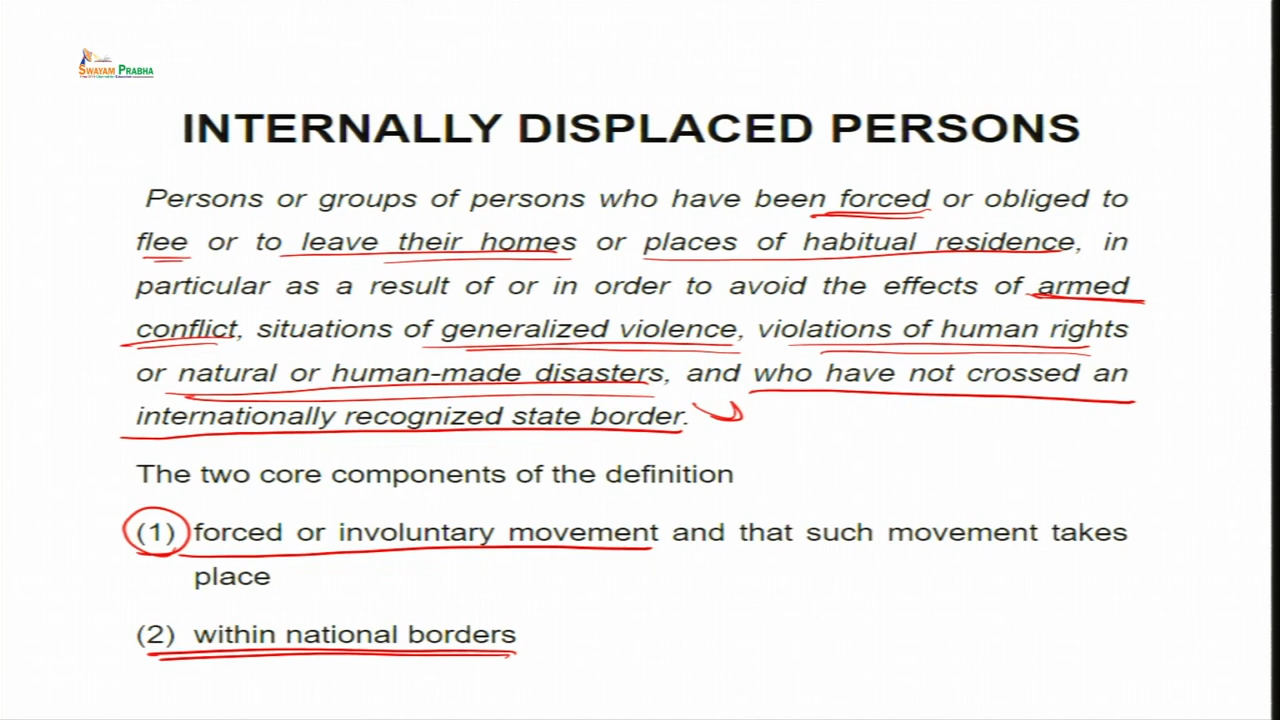 SWAYAM PRABHA
INTERNALLY DISPLACED PERSONS
Persons or groups of persons who have been forced or obliged to
flee or to leave their homes or places of habitual residence, in
particular as a result of or in order to avoid the effects of armed
conflict, situations of generalized violence, violations of human rights
or natural or human-made disasters, and who have not crossed an
internationally recognized state border.
The two core components of the definition
(1) forced or involuntary movement and that such movement takes
place
(2) within national borders